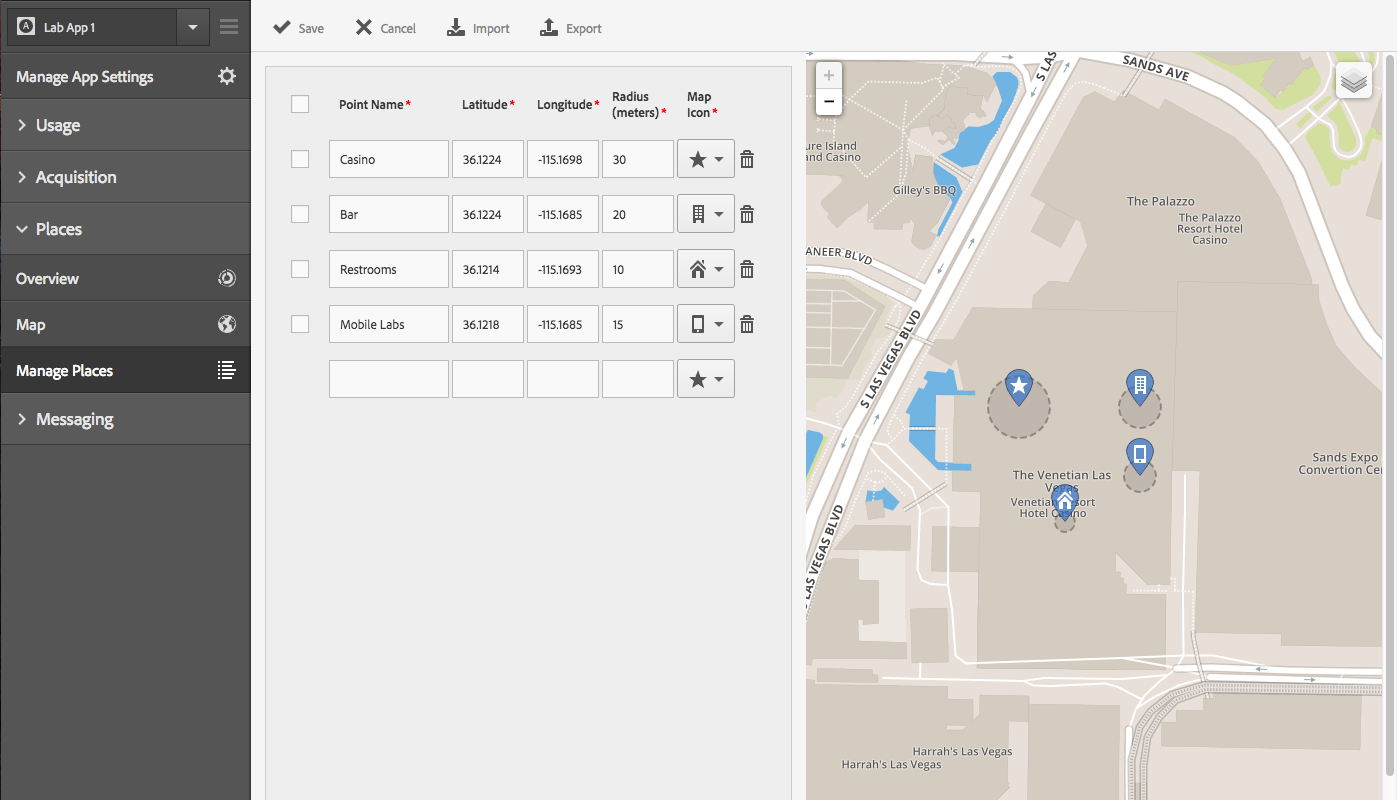 Lab App 1
Save
Cancel
Import
Export
Manage App Settings
Usage
Acquisition
Places
Overview
Map
Manage Places
Messaging
Point Name*
Latitude*
Longitude*
Radius
(meters)*
Map
Icon*
Casino
36.1224
-115.1698
30
Bar
36.1224
-115.1685
20
Restrooms
36.1214
-115.1693
10
Mobile Labs
36.1218
-115.1685
15
+
−
S LAS
SANDS AVE
ure Island
and Casino
Gilley's BBQ
The Palazzo
The Palazzo
Resort Hotel
Casino
ANEER BLVD
S LAS VEGAS BLVD
The Venetian Las
Vegas
Hotel Casino
Sands Expo
Convertion Cen
S LAS VEGAS BLVD
Harrah's Las Vegas
Harrah's Las Vegas